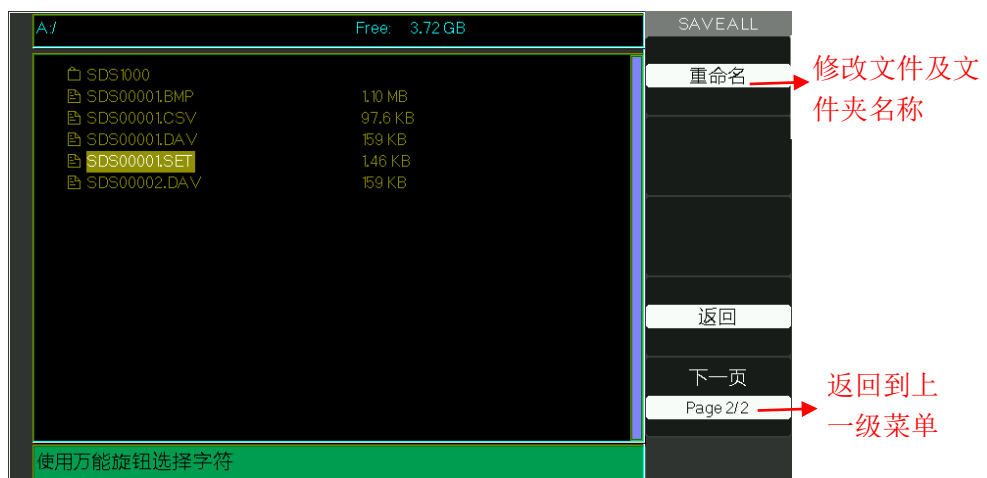 A:/ Free: 3.72 GB
SDS1000
SDS00001.BMP 1.10 MB
SDS00001.CSV 97.6 KB
SDS00001.DAV 159 KB
SDS00001.SET 1.46 KB
SDS00002.DAV 159 KB
使用万能旋钮选择字符
SAVEALL
重命名
返回
下一页
Page 2/2
修改文件及文
件夹名称
返回到上
一级菜单